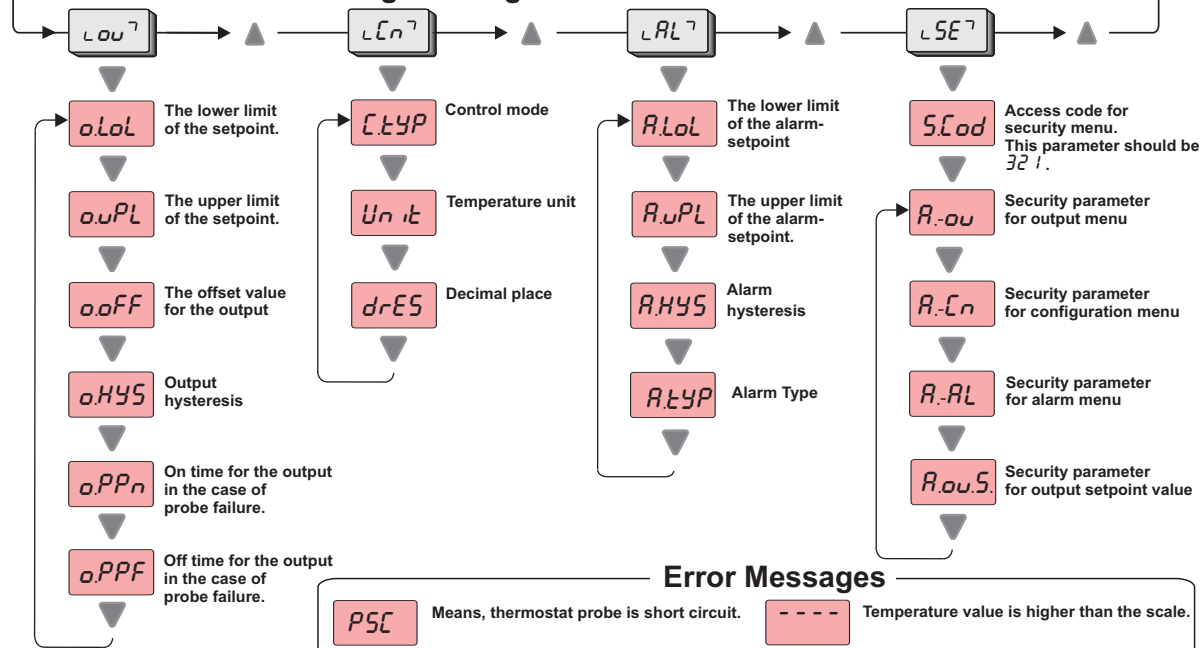 ou
Cn
AL
SE
o.LoL
The lower limit
of the setpoint.
o.uPL
The upper limit
of the setpoint.
o.oFF
The offset value
for the output
o.HYS
Output
hysteresis
o.PPn
On time for the output
in the case of
probe failure.
o.PPF
Off time for the output
in the case of
probe failure.
C.tYP
Control mode
Unit
Temperature unit
drES
Decimal place
A.LoL
The lower limit
of the alarm-
setpoint
A.uPL
The upper limit
of the alarm-
setpoint.
A.HYS
Alarm
hysteresis
A.tYP
Alarm Type
S.Cod
Access code for
security menu.
This parameter should be
321.
A.-ou
Security parameter
for output menu
A.-Cn
Security parameter
for configuration menu
A.-AL
Security parameter
for alarm menu
A.ou.S.
Security parameter
for output setpoint value
Error Messages
PSC
Means, thermostat probe is short circuit.
- - - -
Temperature value is higher than the scale.